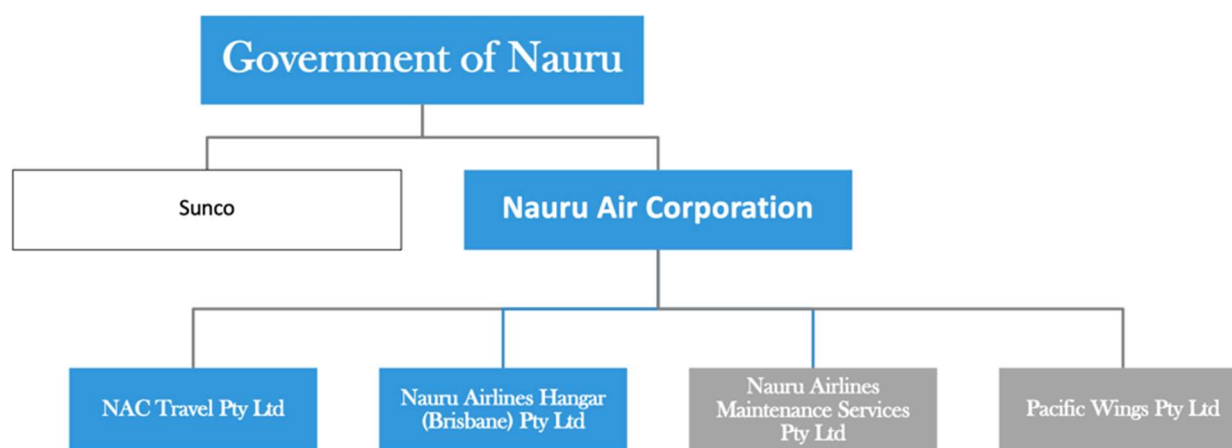 Government of Nauru
Sunco
Nauru Air Corporation
NAC Travel Pty Ltd
Nauru Airlines Hangar
(Brisbane) Pty Ltd
Nauru Airlines
Maintenance Services
Pty Ltd
Pacific Wings Pty Ltd